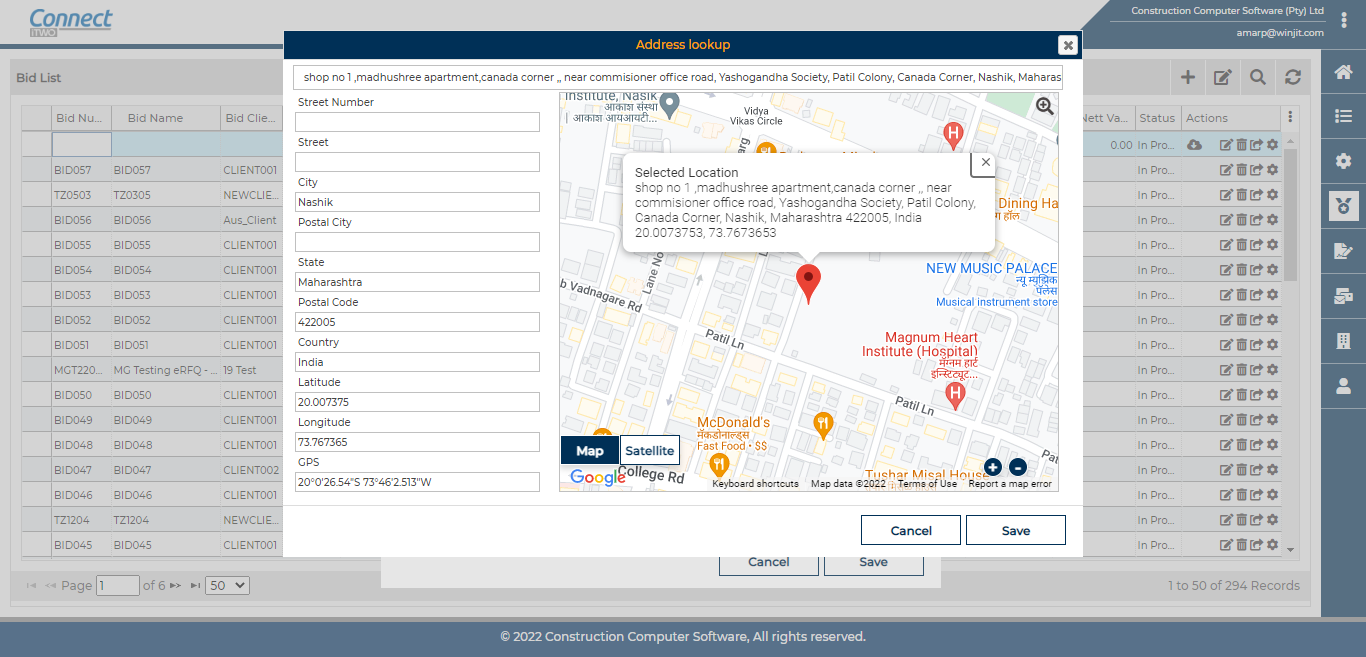 Connect
iTWO
Construction Computer Software (Pty) Ltd
amarp@winjit.com
Address lookup
Bid List
shop no 1 ,madhushree apartment,canada corner ,, near commisioner office road, Yashogandha Society, Patil Colony, Canada Corner, Nashik, Maharas
Bid Nu... Bid Name Bid Clie...
Nett Va... Status Actions
0.00 In Pro...
BID057 BID057 CLIENT001 In Pro...
TZ0503 TZ0305 NEWCLIE... In Pro...
BID056 BID056 Aus_Client In Pro...
BID055 BID055 CLIENT001 In Pro...
BID054 BID054 CLIENT001 In Pro...
BID053 BID053 CLIENT001 In Pro...
BID052 BID052 CLIENT001 In Pro...
BID051 BID051 CLIENT001 In Pro...
MGT220... MG Testing eRFQ - ... 19 Test In Pro...
BID050 BID050 CLIENT001 In Pro...
BID049 BID049 CLIENT001 In Pro...
BID048 BID048 CLIENT001 In Pro...
BID047 BID047 CLIENT002 In Pro...
BID046 BID046 CLIENT001 In Pro...
TZ1204 TZ1204 NEWCLIE... In Pro...
BID045 BID045 CLIENT001 In Pro...
Street Number
Street
City
Nashik
Postal City
State
Maharashtra
Postal Code
422005
Country
India
Latitude
20.007375
Longitude
73.767365
GPS
20°0'26.54"S 73°46'2.513"W
Institute, Nasik
आकाश संस्था
| आकाश आयआयटी...
Vidya
Vikas Circle
H
Selected Location
shop no 1 ,madhushree apartment,canada corner ,, near
commisioner office road, Yashogandha Society, Patil Colony,
Canada Corner, Nashik, Maharashtra 422005, India
20.0073753, 73.7673653
Dining Ha
हॉल
Lane No
b Vadnagare Rd
NEW MUSIC PALACE
न्यू म्युझिक
पॅलेस
Musical instrument store
Patil Ln
Magnum Heart
Institute (Hospital)
मॅग्नम हार्ट
इन्स्टिट्यूट...
H
Patil Ln
McDonald's
मॅकडोनाल्ड्स
Fast Food • $$
Map Satellite
Tushar Misal House
College Rd
Google
Keyboard shortcuts Map data ©2022 Terms of Use Report a map error
Cancel Save
Cancel Save
Page 1 of 6 50
1 to 50 of 294 Records
© 2022 Construction Computer Software, All rights reserved.